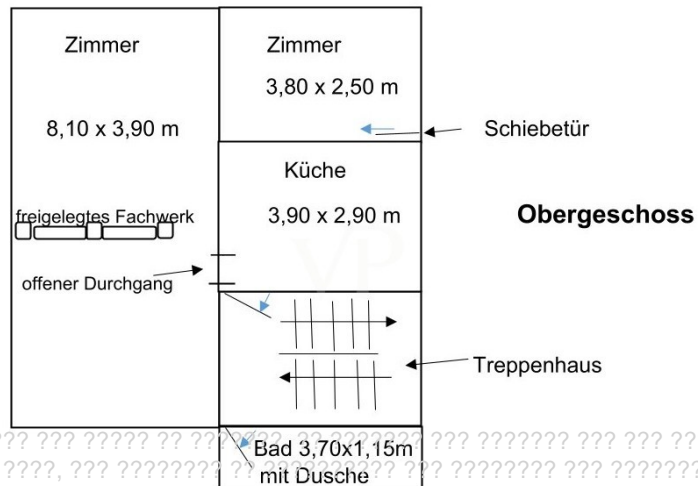 Zimmer
8,10 x 3,90 m
Zimmer
3,80 x 2,50 m
Schiebetür
Küche
3,90 x 2,90 m
Obergeschoss
freigelegtes Fachwerk
offener Durchgang
Treppenhaus
Bad 3,70x1,15m
mit Dusche
VP